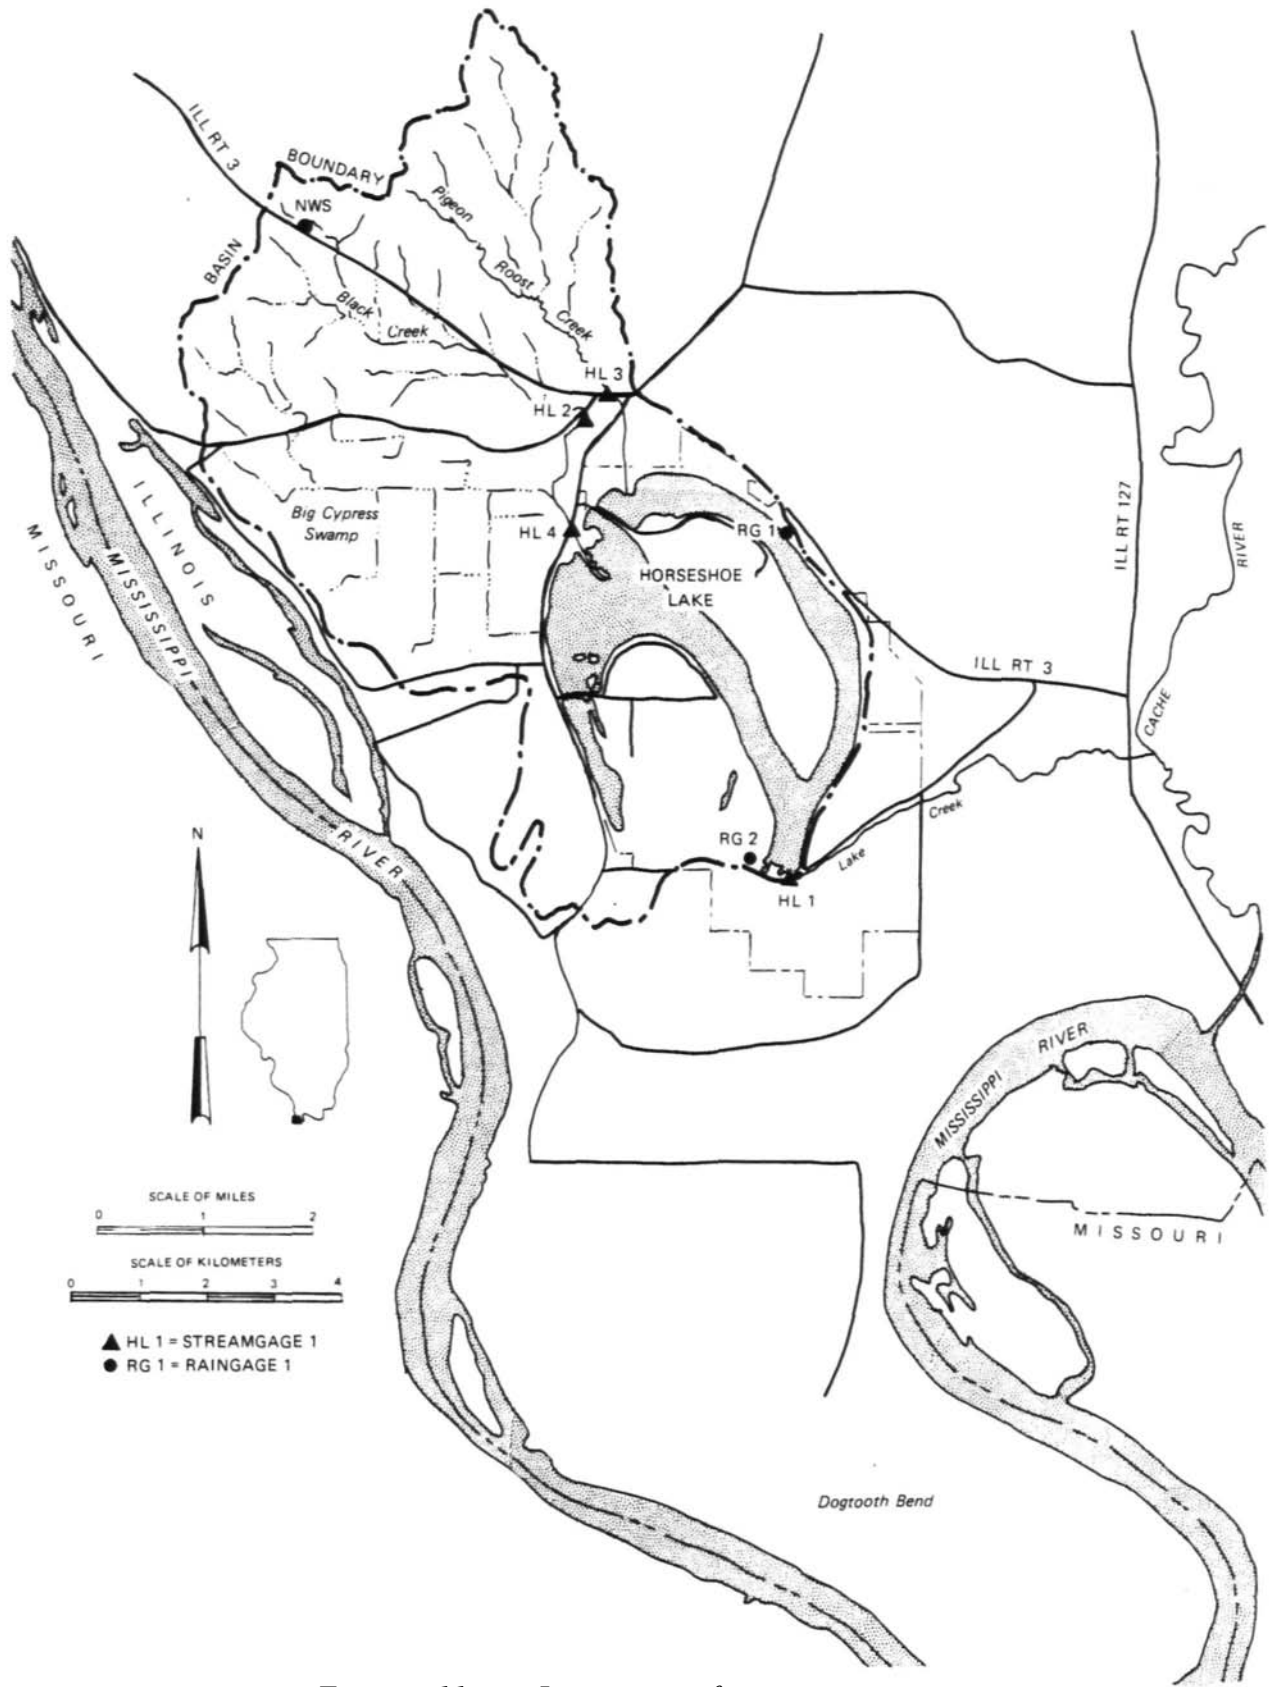 ILL RT 3
BOUNDARY
NWS
BASIN
Pigeon
Roost
Creek
Black
Creek
HL 3
HL 2
Big Cypress
Swamp
HL 4
RG 1
HORSESHOE
LAKE
ILL RT 127
RIVER
CACHE
ILL RT 3
ILLINOIS
MISSOURI
MISSISSIPPI
RIVER
RG 2
Lake
Creek
HL 1
N
MISSISSIPPI
RIVER
MISSOURI
SCALE OF MILES
0 1 2
SCALE OF KILOMETERS
0 1 2 3 4
HL 1 = STREAMGAGE 1
RG 1 = RAINGAGE 1
Dogtooth Bend